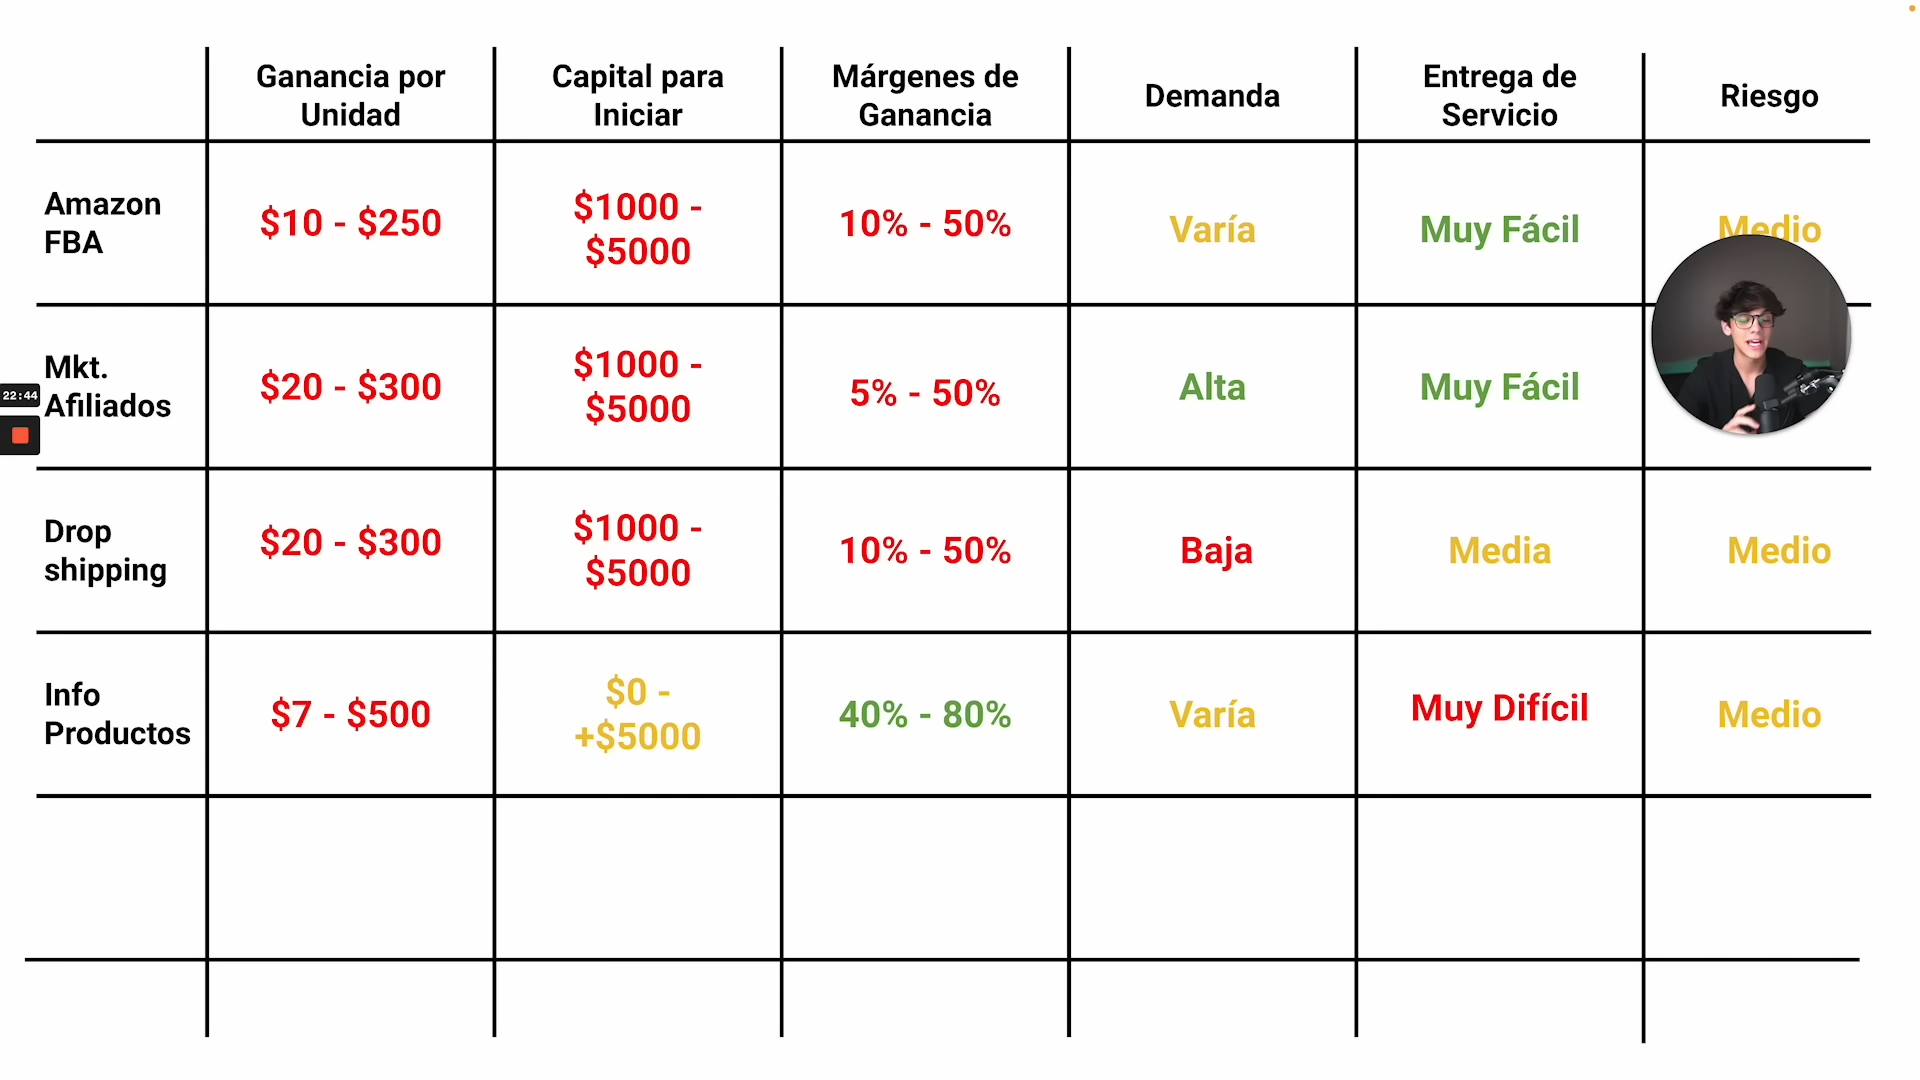 Ganancia por
Unidad
Capital para
Iniciar
Márgenes de
Ganancia
Demanda
Entrega de
Servicio
Riesgo
Amazon
FBA
$10 - $250
$1000 -
$5000
10% - 50%
Varía
Muy Fácil
Medio
Mkt.
Afiliados
$20 - $300
$1000 -
$5000
5% - 50%
Alta
Muy Fácil
22:44
Drop
shipping
$20 - $300
$1000 -
$5000
10% - 50%
Baja
Media
Medio
Info
Productos
$7 - $500
$0 -
+$5000
40% - 80%
Varía
Muy Difícil
Medio